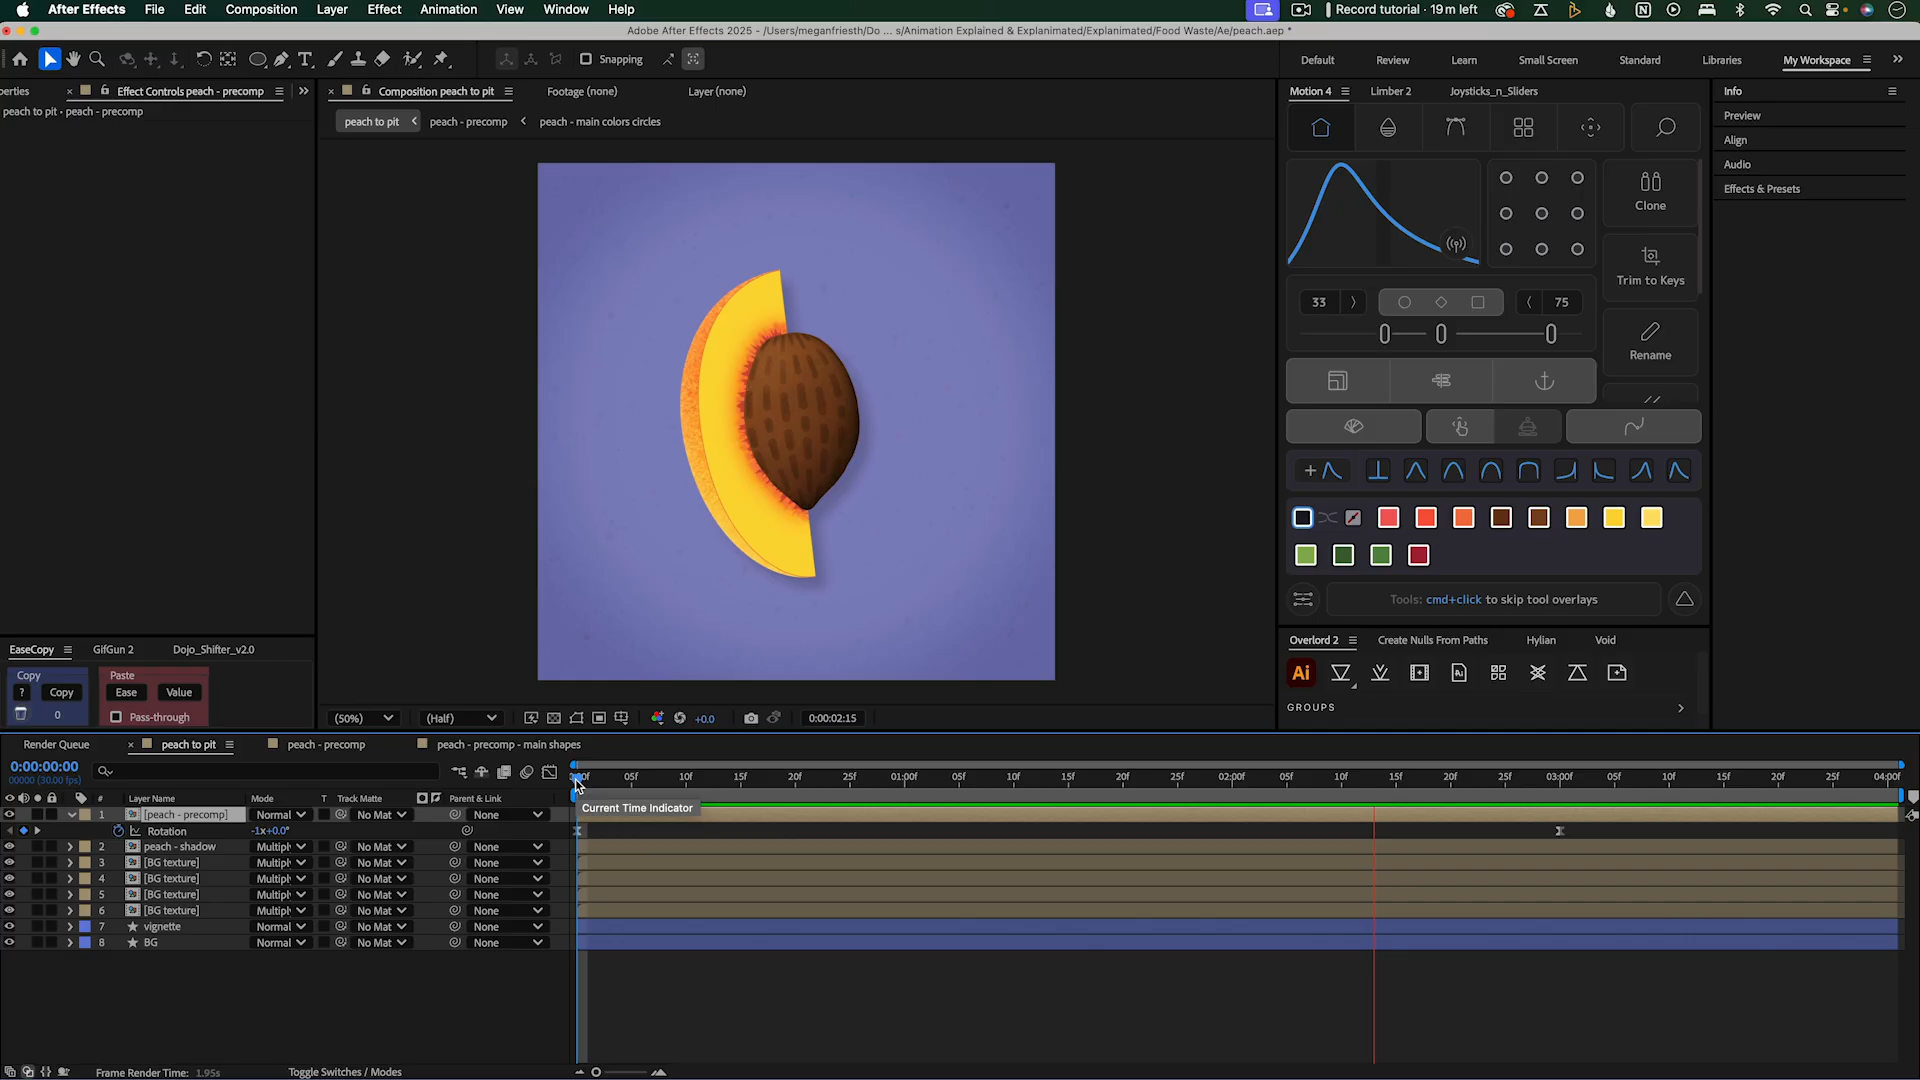 After Effects File Edit Composition Layer Effect Animation View Window Help Record tutorial · 19 m left
Adobe After Effects 2025 - /Users/meganfriesth/Do ... s/Animation Explained & Explanimated/Explanimated/Food Waste/Ae/peach.aep *
Snapping Default Review Learn Small Screen Standard Libraries My Workspace
perties Effect Controls peach - precomp Composition peach to pit Footage (none) Layer (none) Motion 4 Limber 2 Joysticks_n_Sliders Info
peach to pit • peach - precomp
peach to pit peach - precomp peach - main colors circles
Preview
Align
Audio
Effects & Presets
Clone
Trim to Keys
33 75
Rename
Tools: cmd+click to skip tool overlays
EaseCopy GifGun 2 Dojo_Shifter_v2.0
Overlord 2 Create Nulls From Paths Hylian Void
Ai
Copy Paste
? Copy Ease Value
0 Pass-through
GROUPS
(50%) (Half) +0.0 0:00:02:15
Render Queue peach to pit peach - precomp peach - precomp - main shapes
0:00:00:00
00000 (30.00 fps)
05f 10f 15f 20f 25f 01:00f 05f 10f 15f 20f 25f 02:00f 05f 10f 15f 20f 25f 03:00f 05f 10f 15f 20f 25f 04:00f
# Layer Name Mode T Track Matte Parent & Link
Current Time Indicator
1 [peach - precomp] Normal No Mat None
Rotation -1x+0.0°
2 peach - shadow Multipl No Mat None
3 [BG texture] Multipl No Mat None
4 [BG texture] Multipl No Mat None
5 [BG texture] Multipl No Mat None
6 [BG texture] Multipl No Mat None
7 vignette Normal No Mat None
8 BG Normal No Mat None
Frame Render Time: 1.95s Toggle Switches / Modes